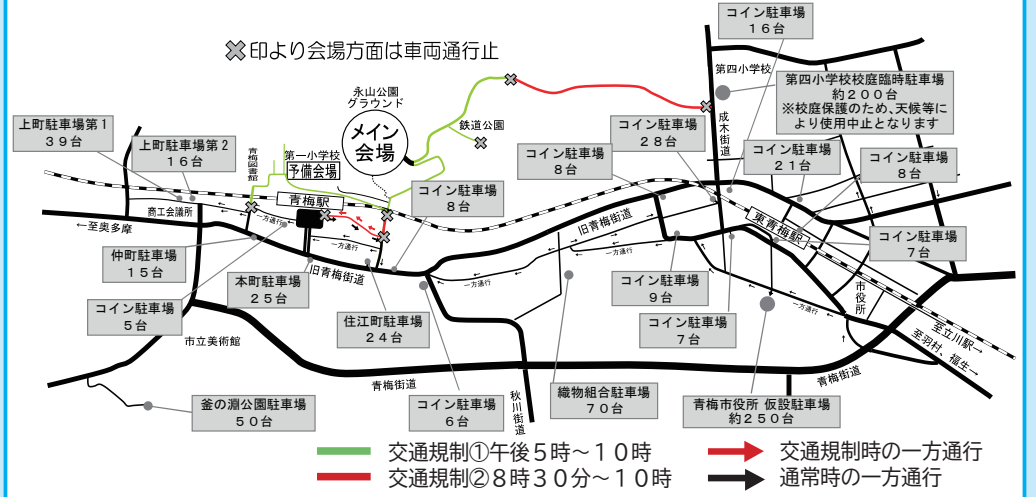 コイン駐車場
16台
印より会場方面は車両通行止
第四小学校
第四小学校校庭臨時駐車場
約200台
※校庭保護のため、天候等に
より使用中止となります
永山公園
グラウンド
メイン
会場
鉄道公園
成木街道
上町駐車場第1
39台
上町駐車場第2
16台
青梅図書館
第一小学校
予備会場
コイン駐車場
28台
コイン駐車場
8台
コイン駐車場
21台
コイン駐車場
8台
コイン駐車場
8台
青梅駅
商工会議所
一方通行
←至奥多摩
一方通行
旧青梅街道
旧青梅街道
東青梅駅
コイン駐車場
7台
仲町駐車場
15台
本町駐車場
25台
コイン駐車場
5台
住江町駐車場
24台
一方通行
コイン駐車場
9台
コイン駐車場
7台
一方通行
市役所
至立川駅→
至羽村、福生→
市立美術館
青梅街道
青梅街道
秋川街道
釜の淵公園駐車場
50台
コイン駐車場
6台
織物組合駐車場
70台
青梅市役所 仮設駐車場
約250台
交通規制①午後5時～10時
交通規制②8時30分～10時
交通規制時の一方通行
通常時の一方通行